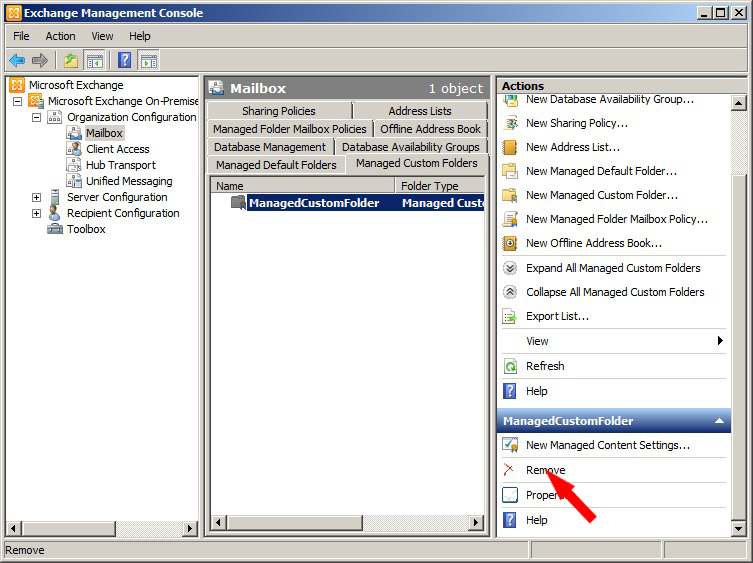 Exchange Management Console
File Action View Help
Microsoft Exchange
Microsoft Exchange On-Premise
Organization Configuration
Mailbox
Client Access
Hub Transport
Unified Messaging
Server Configuration
Recipient Configuration
Toolbox
Mailbox 1 object
Sharing Policies Address Lists
Managed Folder Mailbox Policies Offline Address Book
Database Management Database Availability Groups
Managed Default Folders Managed Custom Folders
Name Folder Type
ManagedCustomFolder Managed Custo
Actions
New Database Availability Group...
New Sharing Policy...
New Address List...
New Managed Default Folder...
New Managed Custom Folder...
New Managed Folder Mailbox Policy...
New Offline Address Book...
Expand All Managed Custom Folders
Collapse All Managed Custom Folders
Export List...
View
Refresh
Help
ManagedCustomFolder
New Managed Content Settings...
Remove
Proper
Help
Remove